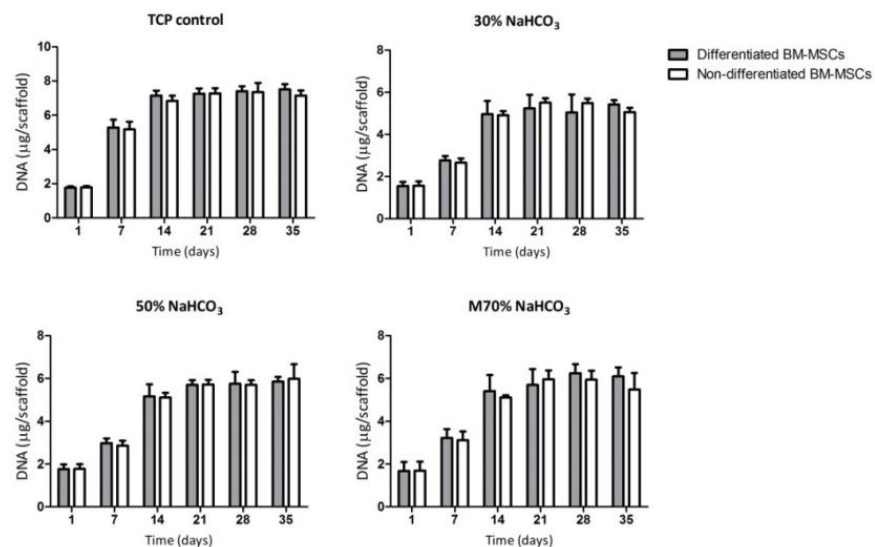 TCP control
10
8
6
4
2
0
DNA (µg/scaffold)
1 7 14 21 28 35
Time (days)
30% NaHCO₃
8
6
4
2
0
DNA (µg/scaffold)
1 7 14 21 28 35
Time (days)
Differentiated BM-MSCs
Non-differentiated BM-MSCs
50% NaHCO₃
8
6
4
2
0
DNA (µg/scaffold)
1 7 14 21 28 35
Time (days)
M70% NaHCO₃
8
6
4
2
0
DNA (µg/scaffold)
1 7 14 21 28 35
Time (days)